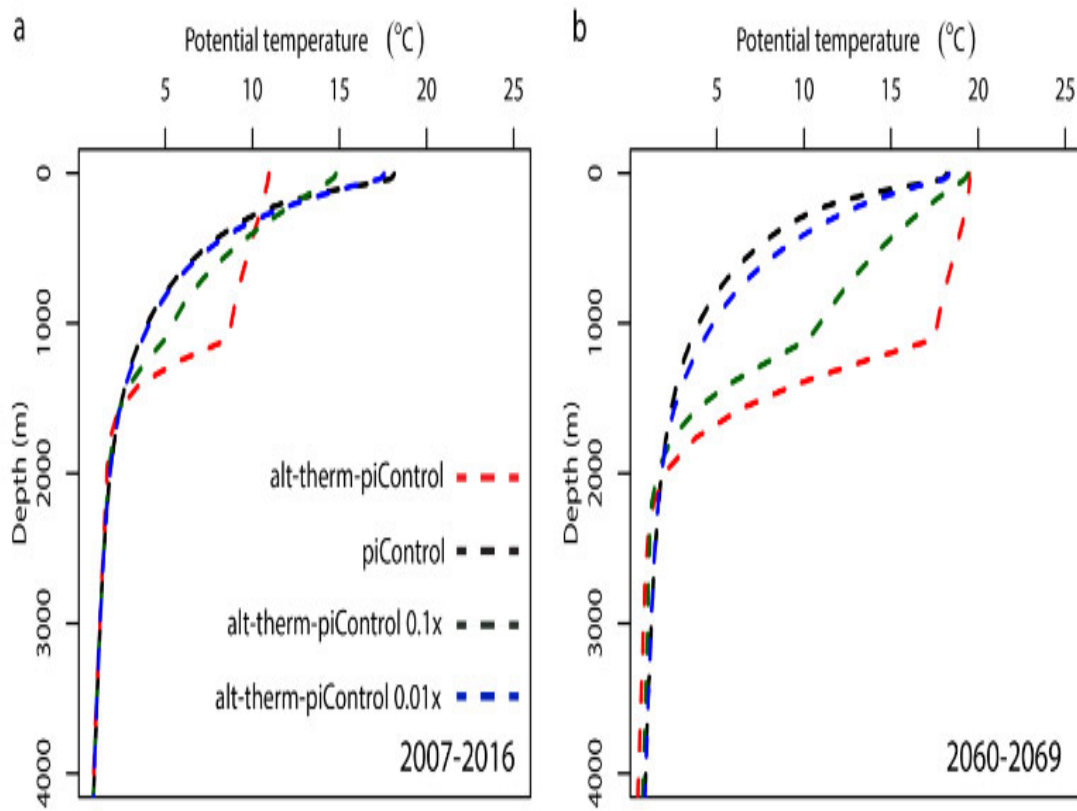 a
Potential temperature (°C)
5 10 15 20 25
Depth (m)
0
1000
2000
3000
4000
alt-therm-piControl
piControl
alt-therm-piControl 0.1x
alt-therm-piControl 0.01x
2007-2016
b
Potential temperature (°C)
5 10 15 20 25
Depth (m)
0
1000
2000
3000
4000
2060-2069